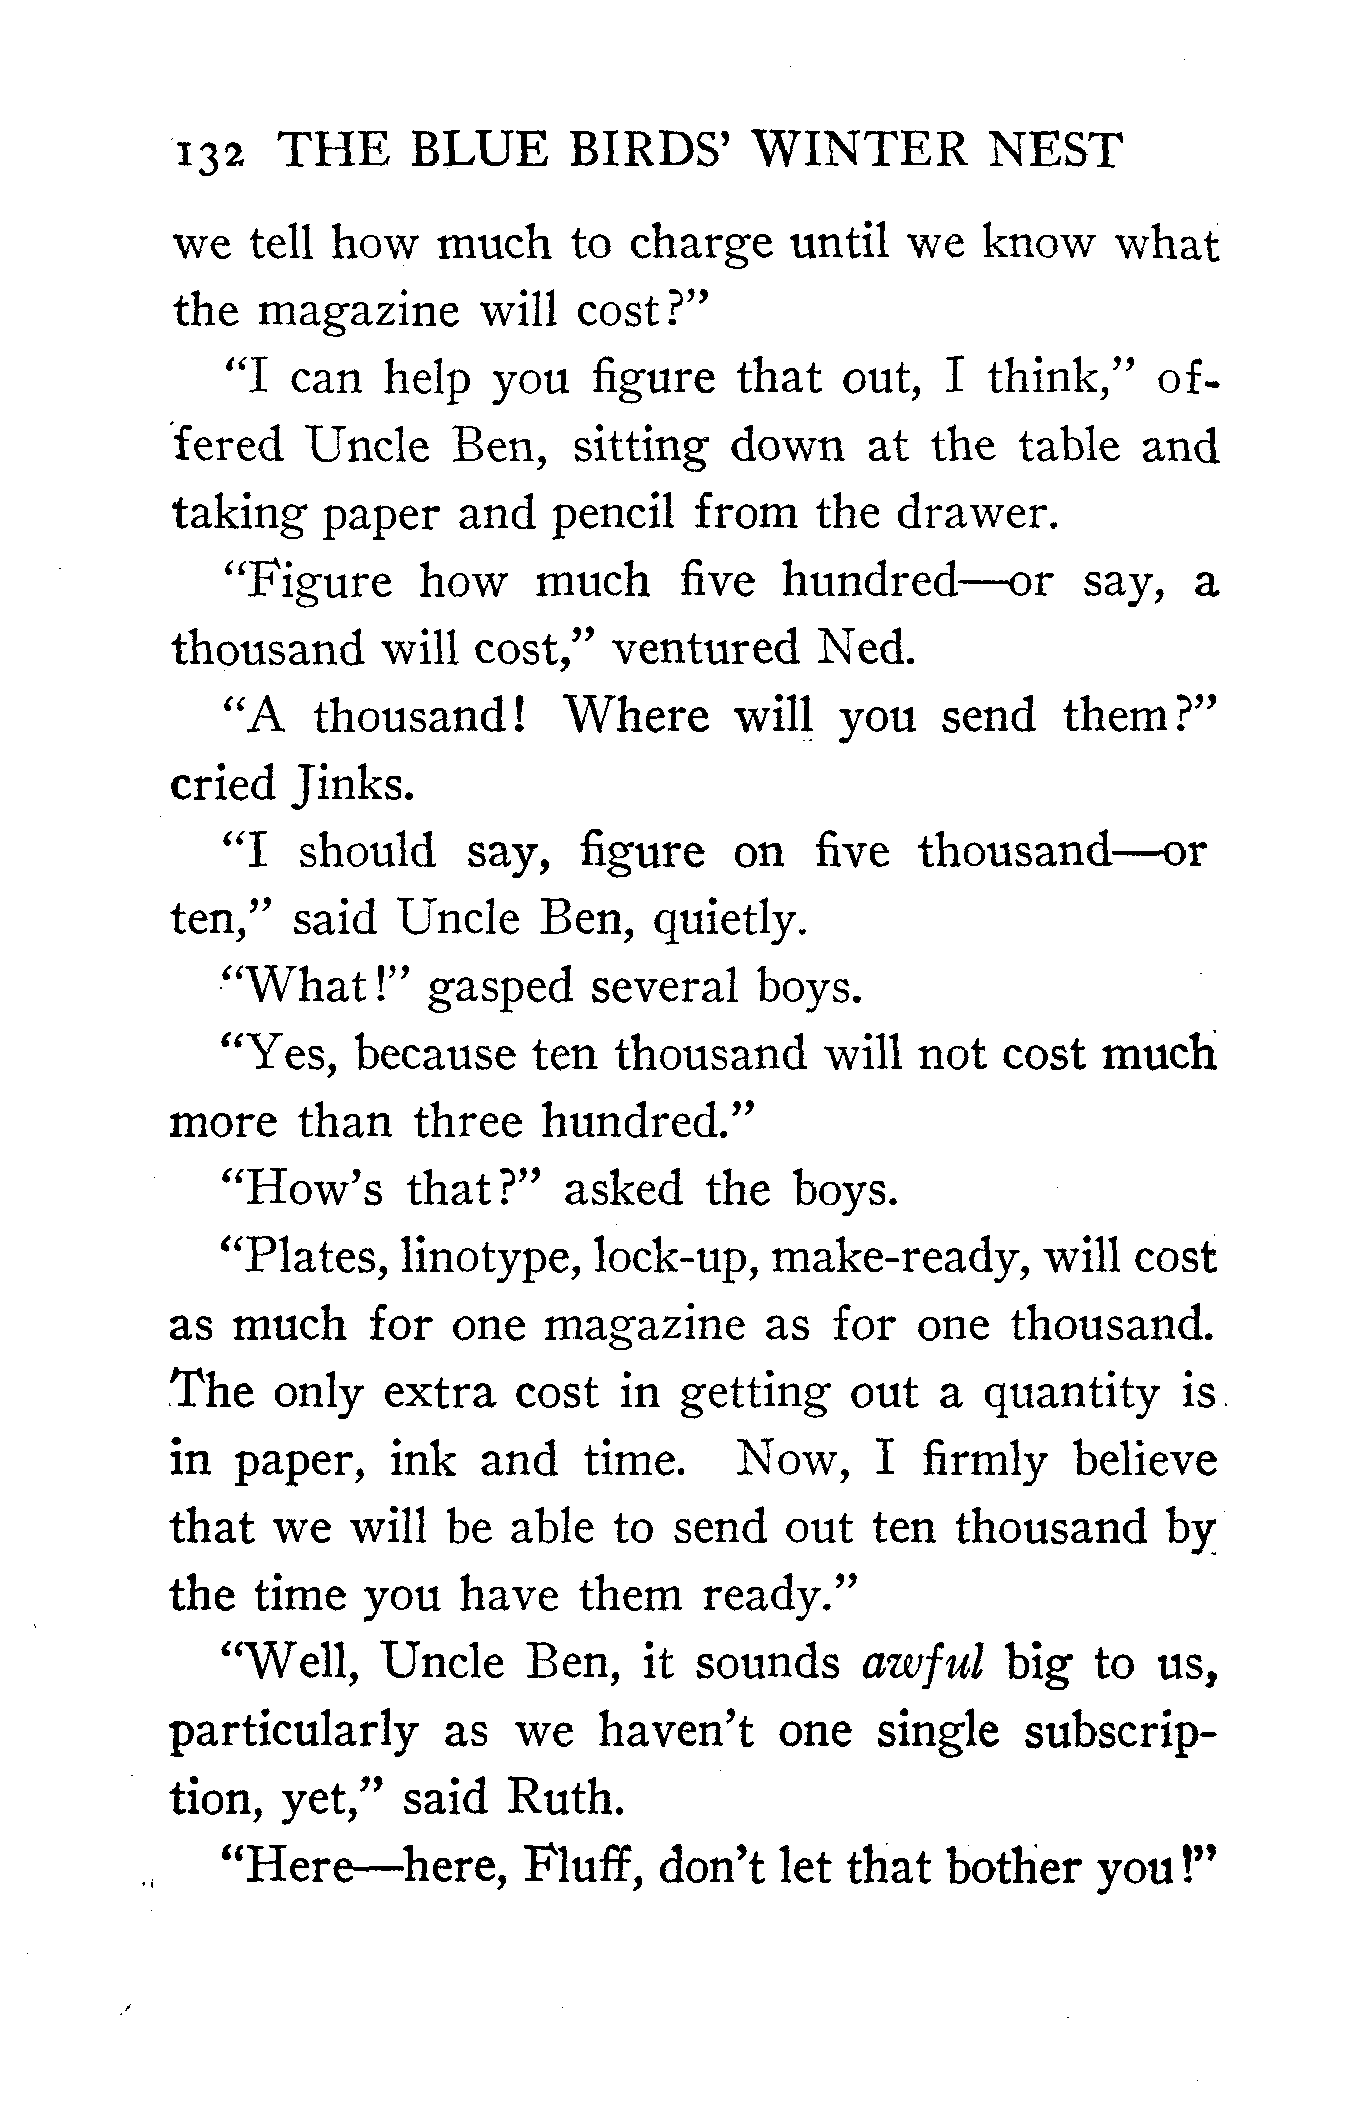 132 THE BLUE BIRDS' WINTER NEST
we tell how much to charge until we know what
the magazine will cost?"
"I can help you figure that out, I think," of-
fered Uncle Ben, sitting down at the table and
taking paper and pencil from the drawer.
"Figure how much five hundred—or say, a
thousand will cost," ventured Ned.
"A thousand! Where will you send them?"
cried Jinks.
"I should say, figure on five thousand—or
ten," said Uncle Ben, quietly.
"What!" gasped several boys.
"Yes, because ten thousand will not cost much
more than three hundred."
"How's that?" asked the boys.
"Plates, linotype, lock-up, make-ready, will cost
as much for one magazine as for one thousand.
The only extra cost in getting out a quantity is
in paper, ink and time. Now, I firmly believe
that we will be able to send out ten thousand by
the time you have them ready."
"Well, Uncle Ben, it sounds awful big to us,
particularly as we haven't one single subscrip-
tion, yet," said Ruth.
"Here—here, Fluff, don't let that bother you!"